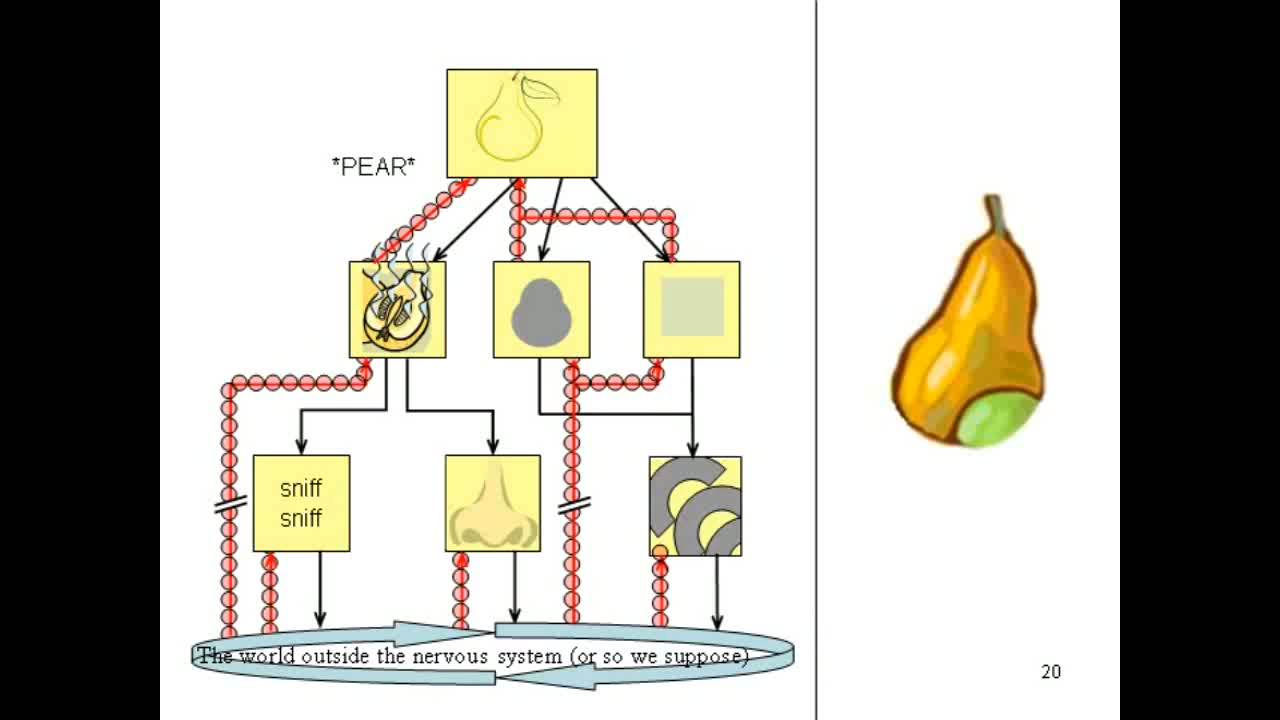 *PEAR*
sniff
sniff
The world outside the nervous system (or so we suppose)
20